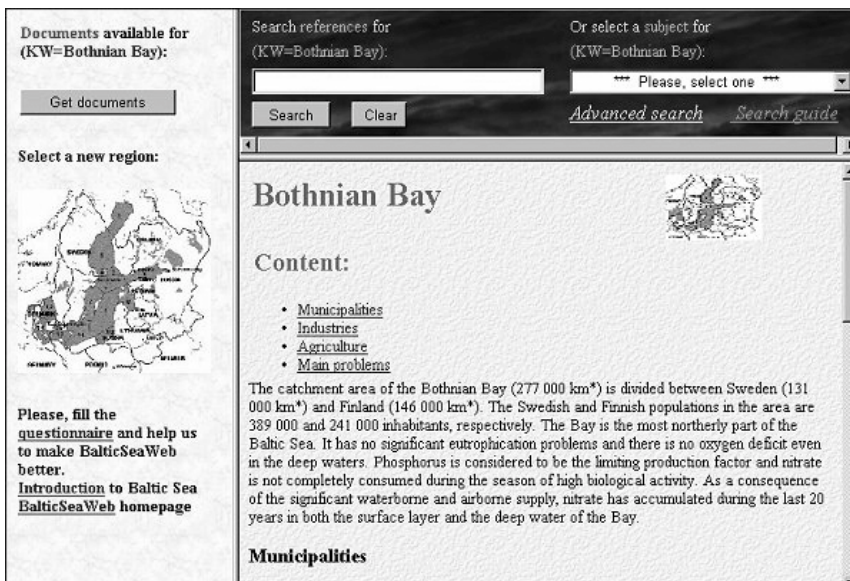 Documents available for
(KW=Bothnian Bay):
Get documents
Select a new region:
SWEDEN
NORWAY
GERMANY
Please, fill the
questionnaire and help us
to make BalticSeaWeb
better.
Introduction to Baltic Sea
BalticSeaWeb homepage
Search references for
(KW=Bothnian Bay):
Search
Clear
Or select a subject for
(KW=Bothnian Bay):
*** Please, select one ***
Advanced search
Search guide
Bothnian Bay
Content:
• Municipalities
• Industries
• Agriculture
• Main problems
The catchment area of the Bothnian Bay (277 000 km*) is divided between Sweden (131
000 km*) and Finland (146 000 km*). The Swedish and Finnish populations in the area are
389 000 and 241 000 inhabitants, respectively. The Bay is the most northerly part of the
Baltic Sea. It has no significant eutrophication problems and there is no oxygen deficit even
in the deep waters. Phosphorus is considered to be the limiting production factor and nitrate
is not completely consumed during the season of high biological activity. As a consequence
of the significant waterborne and airborne supply, nitrate has accumulated during the last 20
years in both the surface layer and the deep water of the Bay.
Municipalities